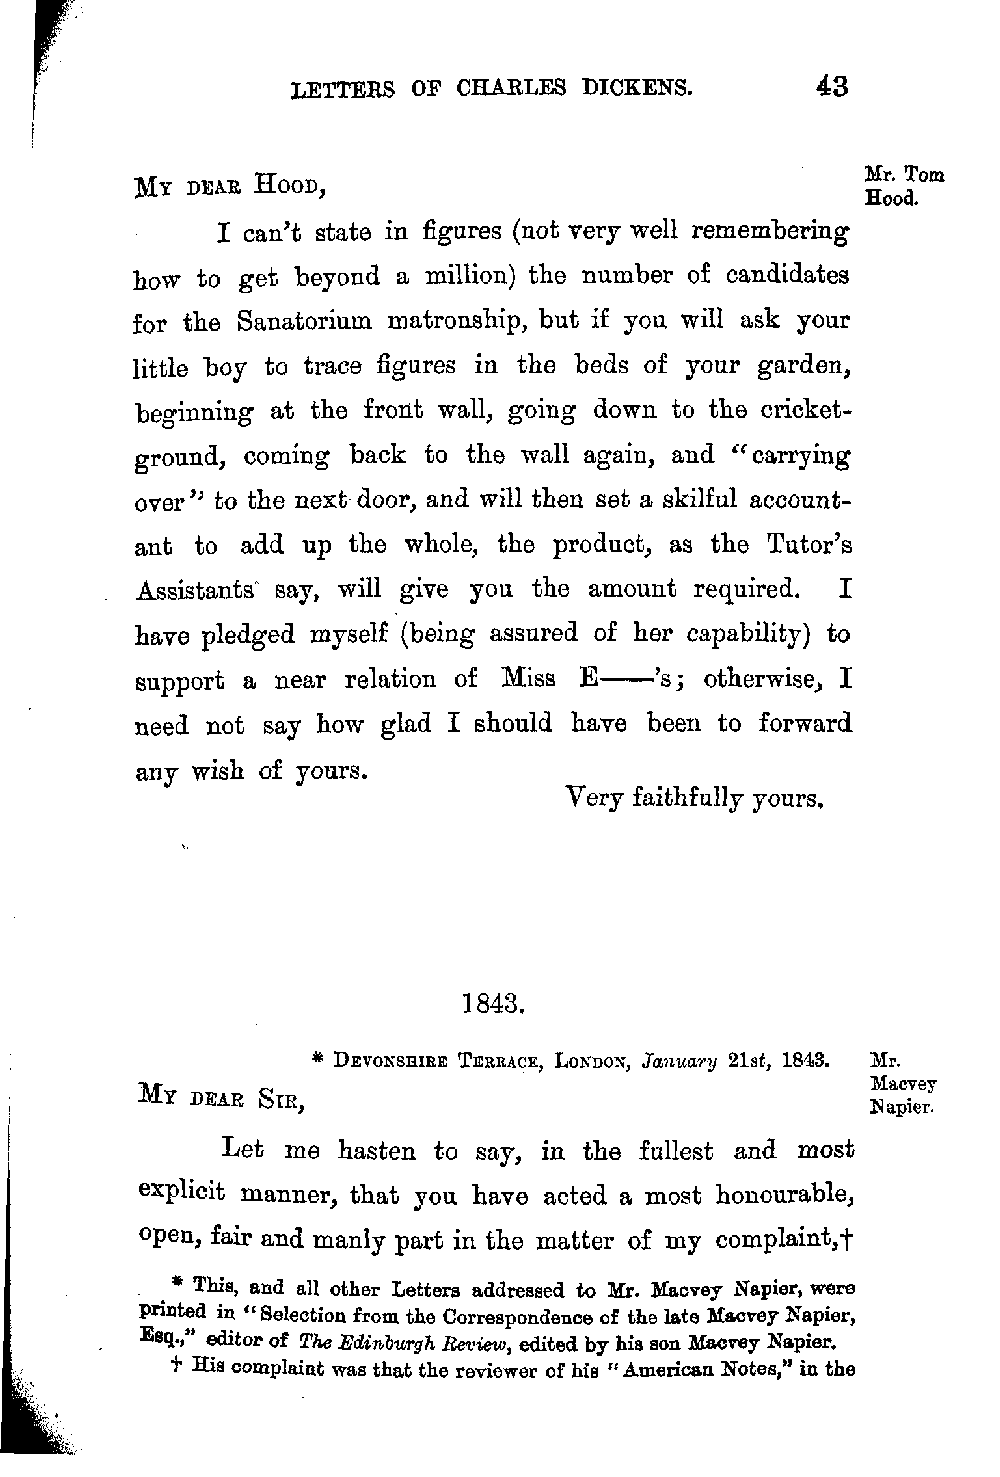 LETTERS OF CHARLES DICKENS. 43
Mr. Tom
Hood.
MY DEAR HOOD,
I can't state in figures (not very well remembering
how to get beyond a million) the number of candidates
for the Sanatorium matronship, but if you will ask your
little boy to trace figures in the beds of your garden,
beginning at the front wall, going down to the cricket-
ground, coming back to the wall again, and "carrying
over" to the next door, and will then set a skilful account-
ant to add up the whole, the product, as the Tutor's
Assistants say, will give you the amount required. I
have pledged myself (being assured of her capability) to
support a near relation of Miss E——'s; otherwise, I
need not say how glad I should have been to forward
any wish of yours.
Very faithfully yours.
1843.
* DEVONSHIRE TERRACE, LONDON, January 21st, 1843.
Mr.
Macvey
Napier.
MY DEAR SIR,
Let me hasten to say, in the fullest and most
explicit manner, that you have acted a most honourable,
open, fair and manly part in the matter of my complaint,†
* This, and all other Letters addressed to Mr. Macvey Napier, were
printed in "Selection from the Correspondence of the late Macvey Napier,
Esq.," editor of The Edinburgh Review, edited by his son Macvey Napier.
† His complaint was that the reviewer of his "American Notes," in the